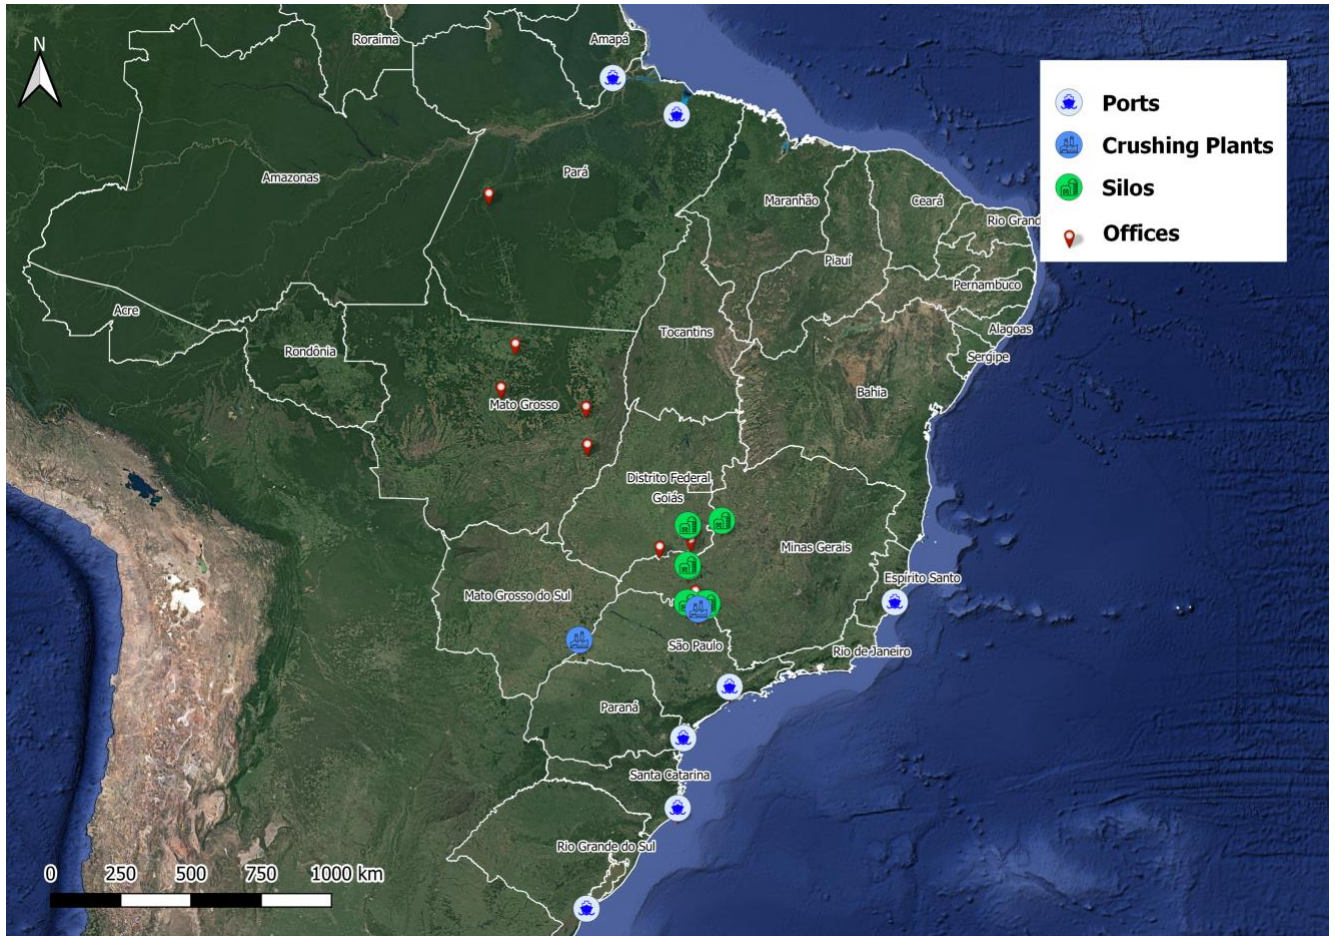 N
Roraima
Amapá
Ports
Crushing Plants
Silos
Offices
Amazonas
Pará
Maranhão
Ceará
Rio Grand
Piauí
Pernambuco
Acre
Rondônia
Tocantins
Alagoas
Sergipe
Bahia
Mato Grosso
Distrito Federal
Goiás
Minas Gerais
Espírito Santo
Mato Grosso do Sul
São Paulo
Rio de Janeiro
Paraná
Santa Catarina
Rio Grande do Sul
0 250 500 750 1000 km